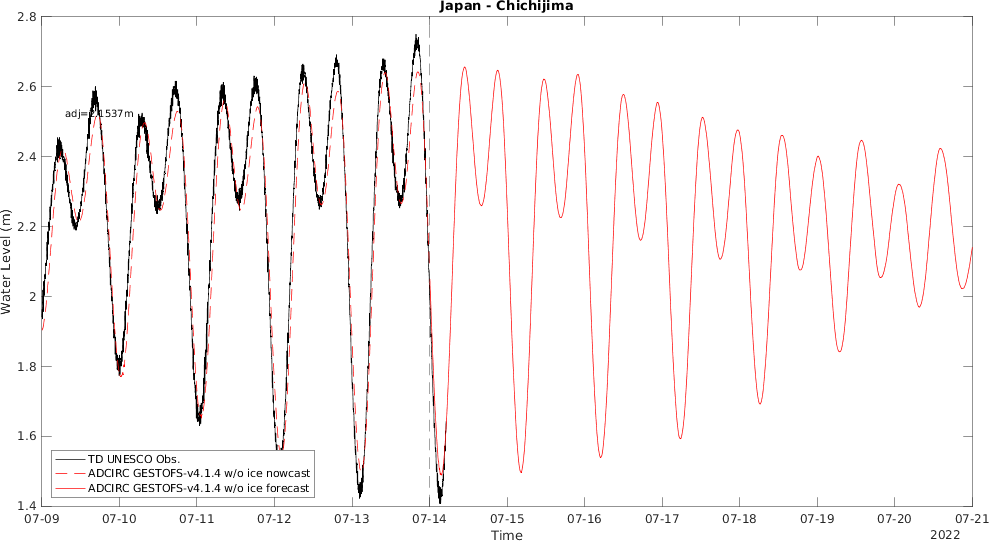 Japan - Chichijima
2.8
2.6
2.4
2.2
2
1.8
1.6
1.4
Water Level (m)
adj=2.1537m
TD UNESCO Obs.
ADCIRC GESTOFS-v4.1.4 w/o ice nowcast
ADCIRC GESTOFS-v4.1.4 w/o ice forecast
07-09 07-10 07-11 07-12 07-13 07-14 07-15 07-16 07-17 07-18 07-19 07-20 07-21
Time
2022